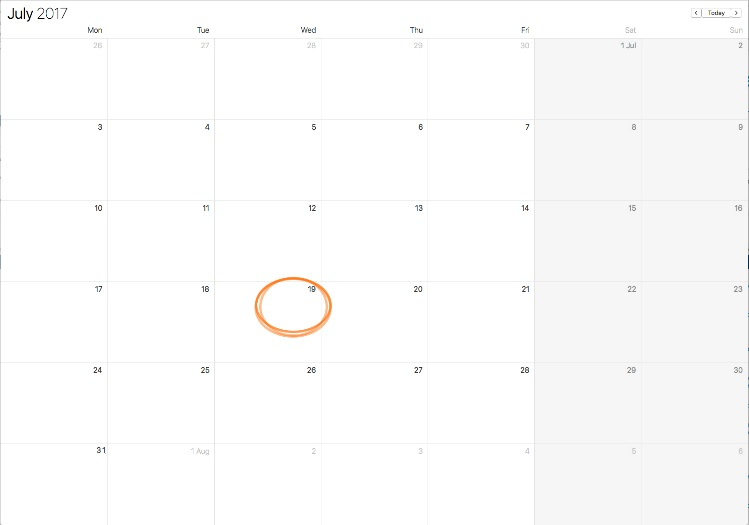 July 2017
< Today >
Mon Tue Wed Thu Fri Sat Sun
26 27 28 29 30 1 Jul 2
3 4 5 6 7 8 9
10 11 12 13 14 15 16
17 18 19 20 21 22 23
24 25 26 27 28 29 30
31 1 Aug 2 3 4 5 6